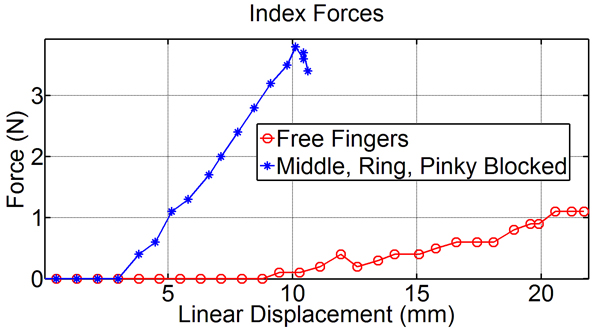 Index Forces
3
2
1
0
5
10
15
20
Force (N)
Free Fingers
Middle, Ring, Pinky Blocked
Linear Displacement (mm)